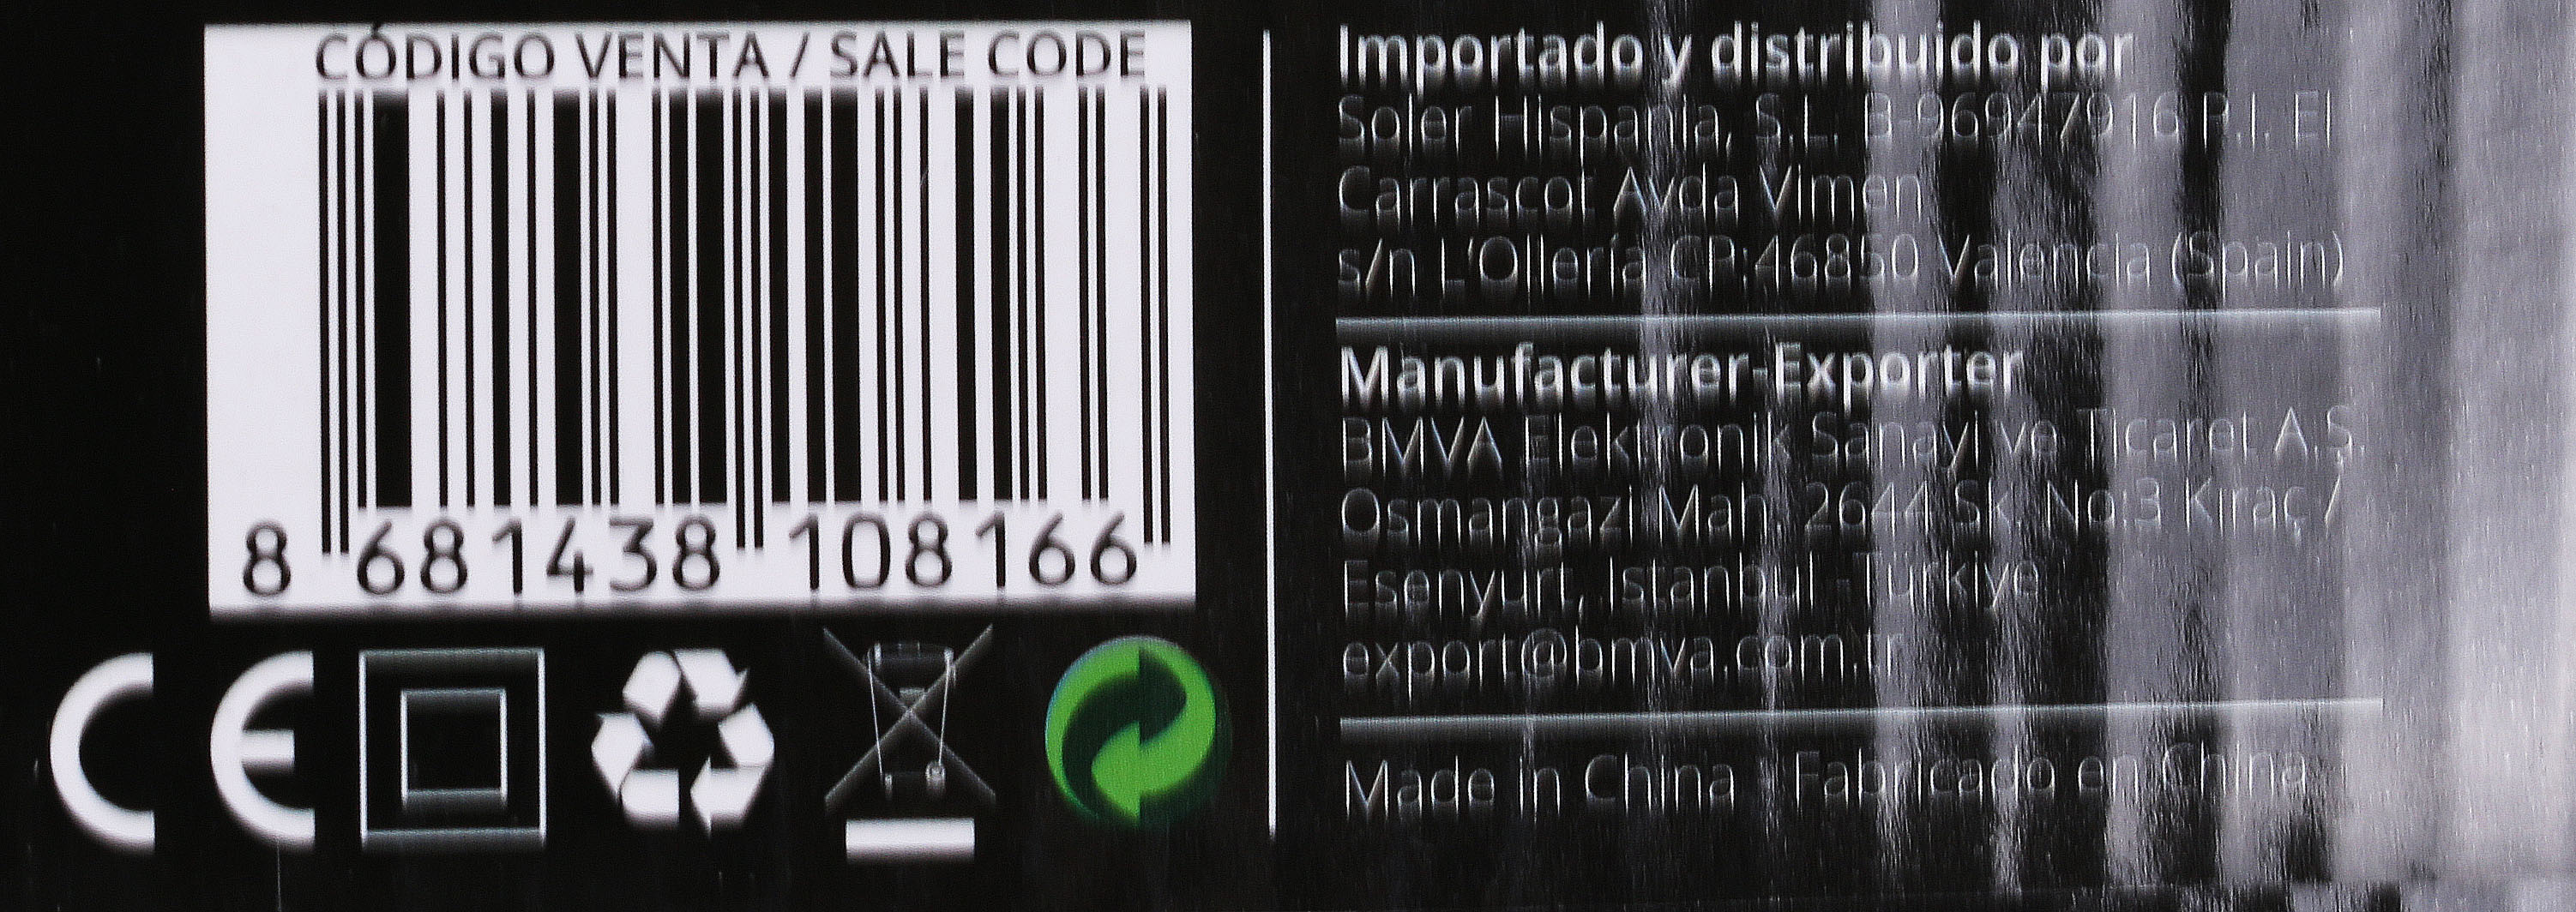 CÓDIGO VENTA / SALE CODE
8 681438 108166
CE
Importado y distribuido por
Soler Hispania, S.L. B-96947916 P.I. El
Carrascot Avda Vimen
s/n L'Olleria CP:46850 Valencia (Spain)
Manufacturer-Exporter
BMVA Elektronik Sanayi ve Ticaret A.S.
Osmangazi Mah. 2644 Sk. No:3 Kıraç /
Esenyurt, Istanbul - Türkiye
export@bmva.com.tr
Made in China | Fabricado en China